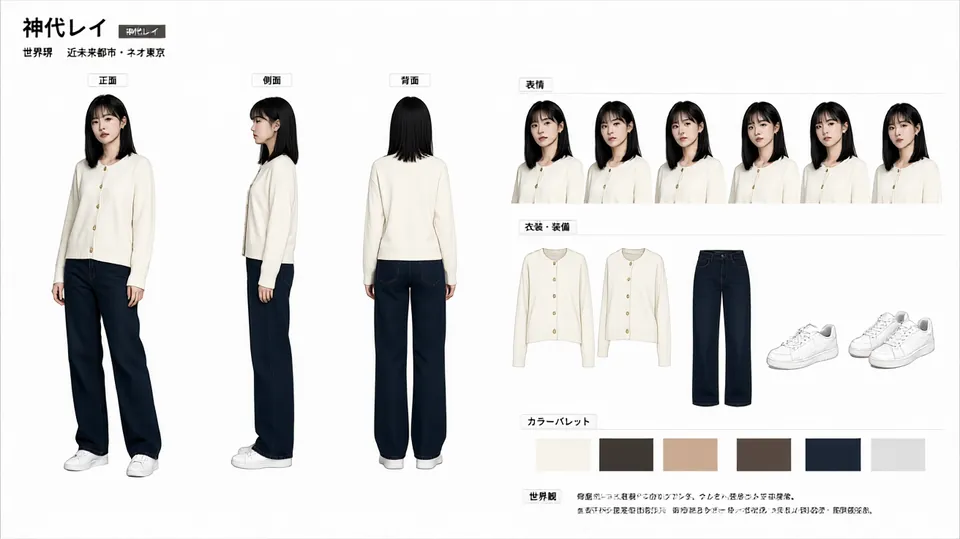 神代レイ 神代レイ
世界琾 近未来都市・ネオ東京
正面
側面
背面
表情
衣装・装備
カラーパレット
世界観